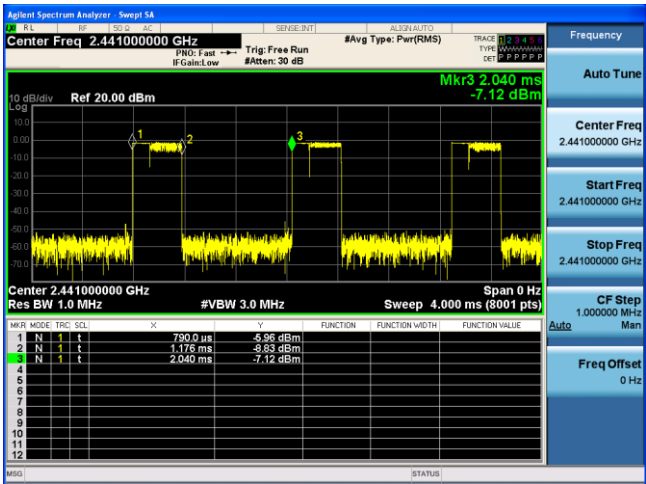 Agilent Spectrum Analyzer - Swept SA
RL RF 50 Ω AC SENSE:INT ALIGN AUTO
Center Freq 2.441000000 GHz
PNO: Fast
IFGain:Low
Trig: Free Run
#Atten: 30 dB
#Avg Type: Pwr(RMS)
TRACE 1 2 3 4 5 6
TYPE
DET P P P P P P
Mkr3 2.040 ms
-7.12 dBm
10 dB/div Ref 20.00 dBm
Log
10.0
0.00
-10.0
-20.0
-30.0
-40.0
-50.0
-60.0
-70.0
1
2
3
Center 2.441000000 GHz Span 0 Hz
Res BW 1.0 MHz #VBW 3.0 MHz Sweep 4.000 ms (8001 pts)
MKR MODE TRC SCL X Y FUNCTION FUNCTION WIDTH FUNCTION VALUE
1 N 1 t 790.0 us -5.96 dBm
2 N 1 t 1.176 ms -8.83 dBm
3 N 1 t 2.040 ms -7.12 dBm
4
5
6
7
8
9
10
11
12
MSG STATUS
Frequency
Auto Tune
Center Freq
2.441000000 GHz
Start Freq
2.441000000 GHz
Stop Freq
2.441000000 GHz
CF Step
1.000000 MHz
Auto Man
Freq Offset
0 Hz